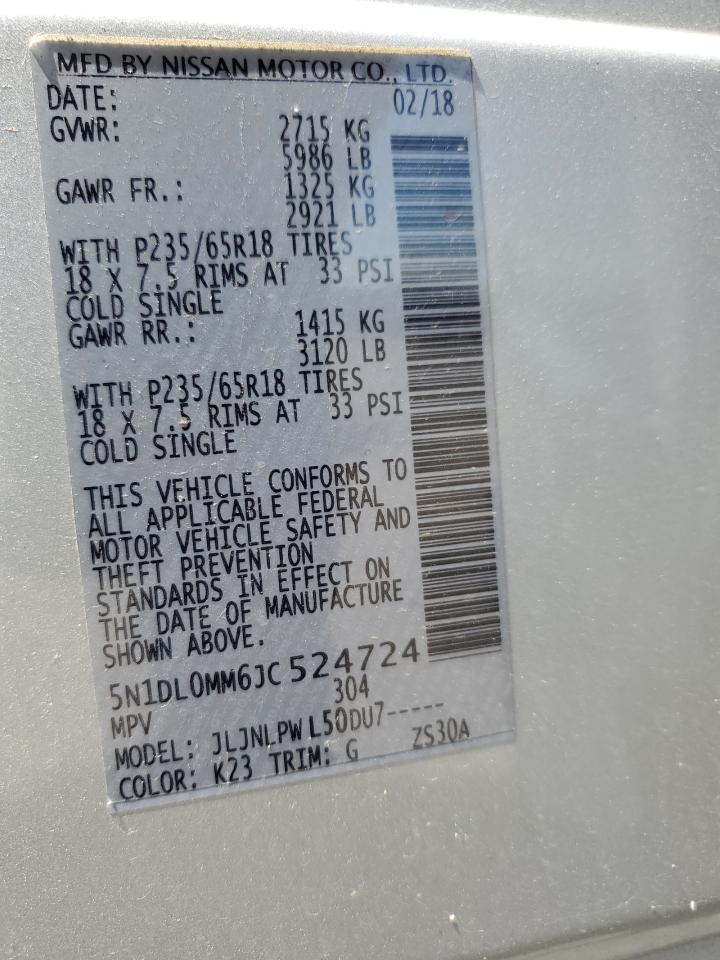 MFD BY NISSAN MOTOR CO., LTD.
DATE: 02/18
GVWR: 2715 KG
5986 LB
GAWR FR.: 1325 KG
2921 LB
WITH P235/65R18 TIRES
18 X 7.5 RIMS AT 33 PSI
COLD SINGLE
GAWR RR.: 1415 KG
3120 LB
WITH P235/65R18 TIRES
18 X 7.5 RIMS AT 33 PSI
COLD SINGLE
THIS VEHICLE CONFORMS TO
ALL APPLICABLE FEDERAL
MOTOR VEHICLE SAFETY AND
THEFT PREVENTION
STANDARDS IN EFFECT ON
THE DATE OF MANUFACTURE
SHOWN ABOVE.
5N1DL0MM6JC 524724
MPV 304
MODEL: JLJNLPW L50DU7-----
COLOR: K23 TRIM: G ZS30A